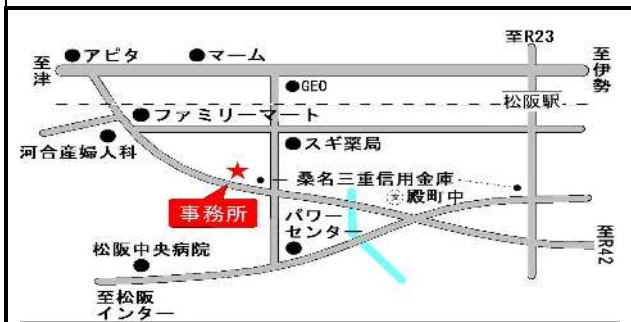 至R23
至津
アピタ
マーム
至伊勢
GEO
松阪駅
ファミリーマート
河合産婦人科
スギ薬局
桑名三重信用金庫
文
殿町中
事務所
パワー
センター
至R42
松阪中央病院
至松阪
インター